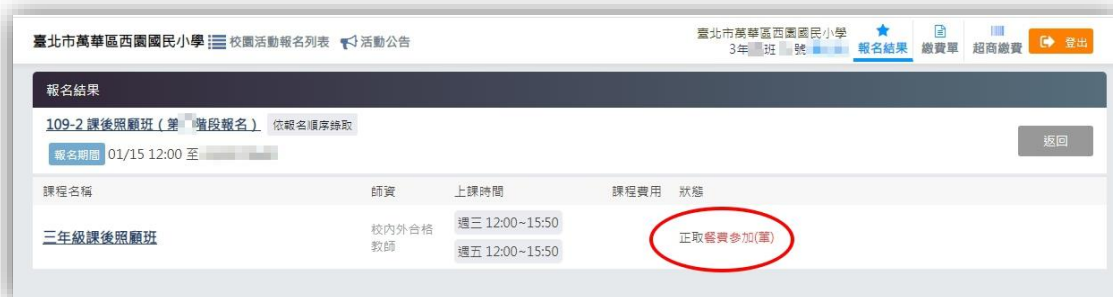 臺北市萬華區西園國民小學 校園活動報名列表 活動公告
臺北市萬華區西園國民小學
3年 班 號
報名結果 繳費單 超商繳費 登出
報名結果
109-2 課後照顧班 ( 第 階段報名 ) 依報名順序錄取
報名期間 01/15 12:00 至
返回
課程名稱 師資 上課時間 課程費用 狀態
三年級課後照顧班
校內外合格
教師
週三 12:00~15:50
週五 12:00~15:50
正取餐費參加(葷)